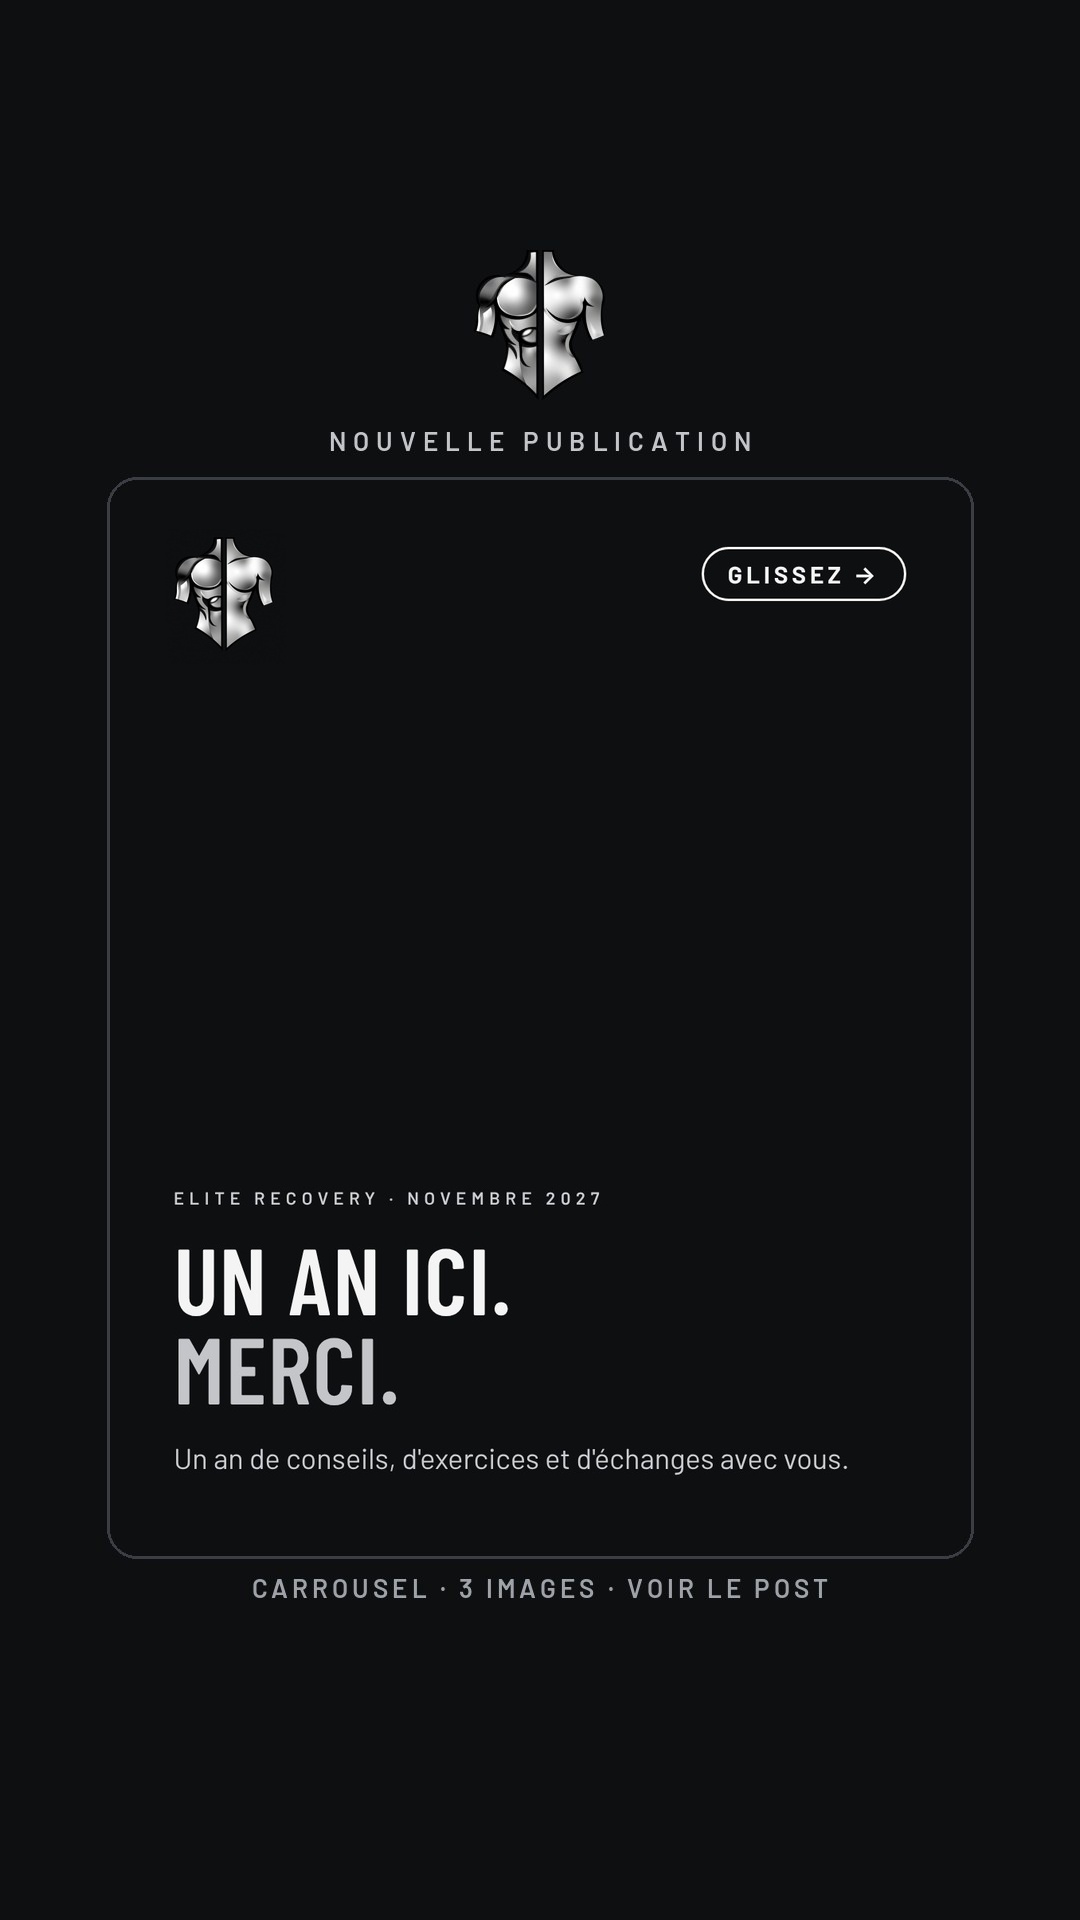 NOUVELLE PUBLICATION
GLISSEZ →
ELITE RECOVERY · NOVEMBRE 2027
UN AN ICI.
MERCI.
Un an de conseils, d'exercices et d'échanges avec vous.
CARROUSEL · 3 IMAGES · VOIR LE POST